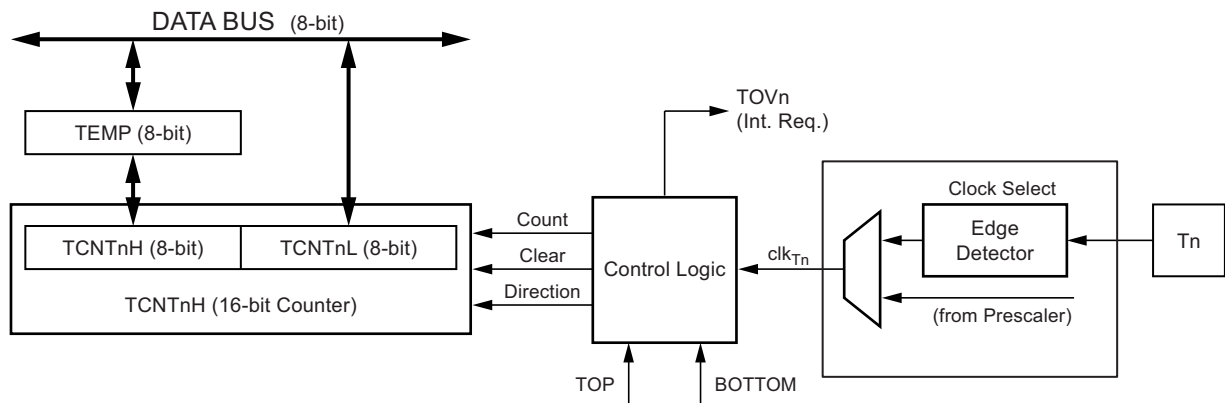 DATA BUS (8-bit)
TEMP (8-bit)
TCNTnH (8-bit)
TCNTnL (8-bit)
TCNTnH (16-bit Counter)
Count
Clear
Direction
Control Logic
TOVn
(Int. Req.)
TOP
BOTTOM
clkTn
Clock Select
Edge
Detector
(from Prescaler)
Tn